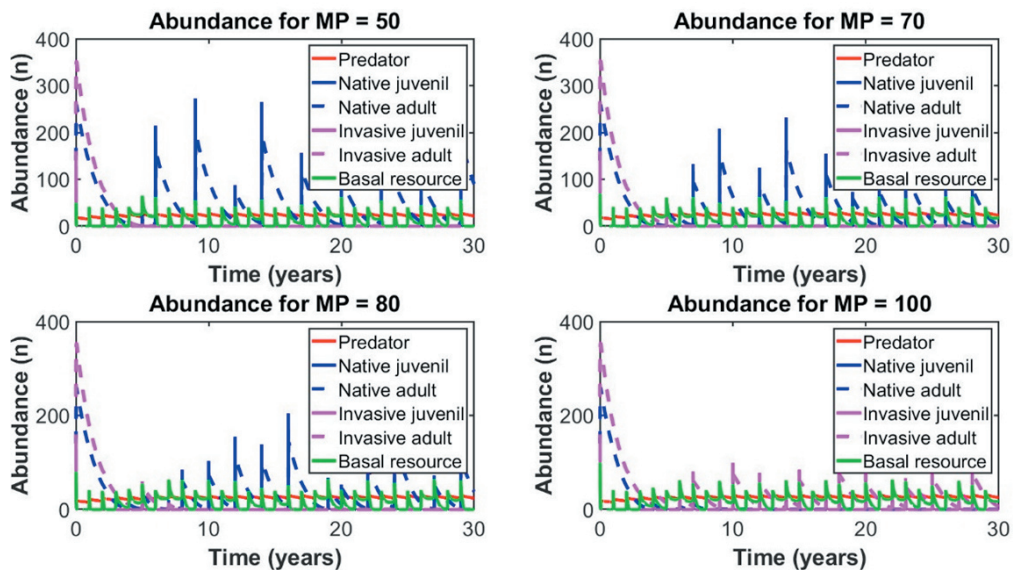 Abundance for MP = 50
Abundance (n)
400
300
200
100
0
0
10
20
30
Time (years)
Predator
Native juvenil
Native adult
Invasive juvenil
Invasive adult
Basal resource
Abundance for MP = 70
Abundance (n)
400
300
200
100
0
0
10
20
30
Time (years)
Predator
Native juvenil
Native adult
Invasive juvenil
Invasive adult
Basal resource
Abundance for MP = 80
Abundance (n)
400
200
0
0
10
20
30
Time (years)
Predator
Native juvenil
Native adult
Invasive juvenil
Invasive adult
Basal resource
Abundance for MP = 100
Abundance (n)
400
200
0
0
10
20
30
Time (years)
Predator
Native juvenil
Native adult
Invasive juvenil
Invasive adult
Basal resource